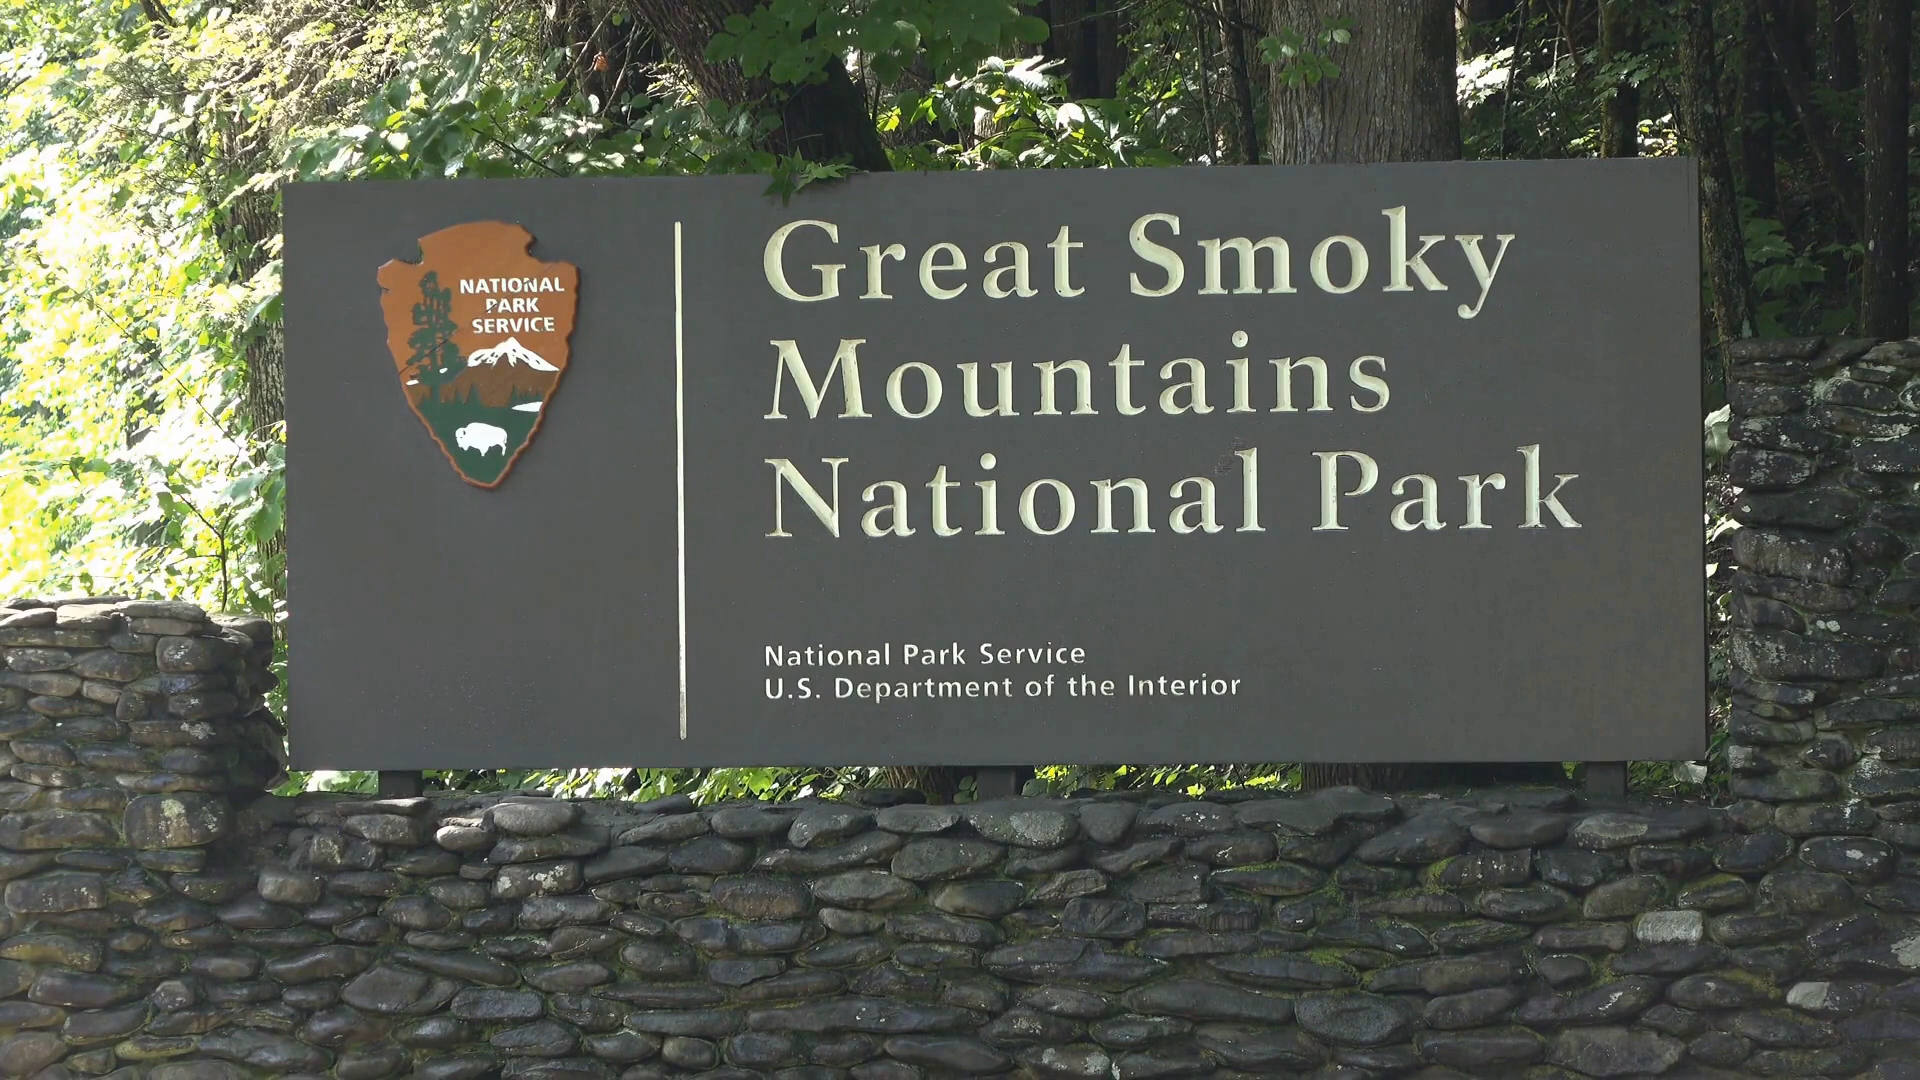 NATIONAL
PARK
SERVICE
Great Smoky
Mountains
National Park
National Park Service
U.S. Department of the Interior